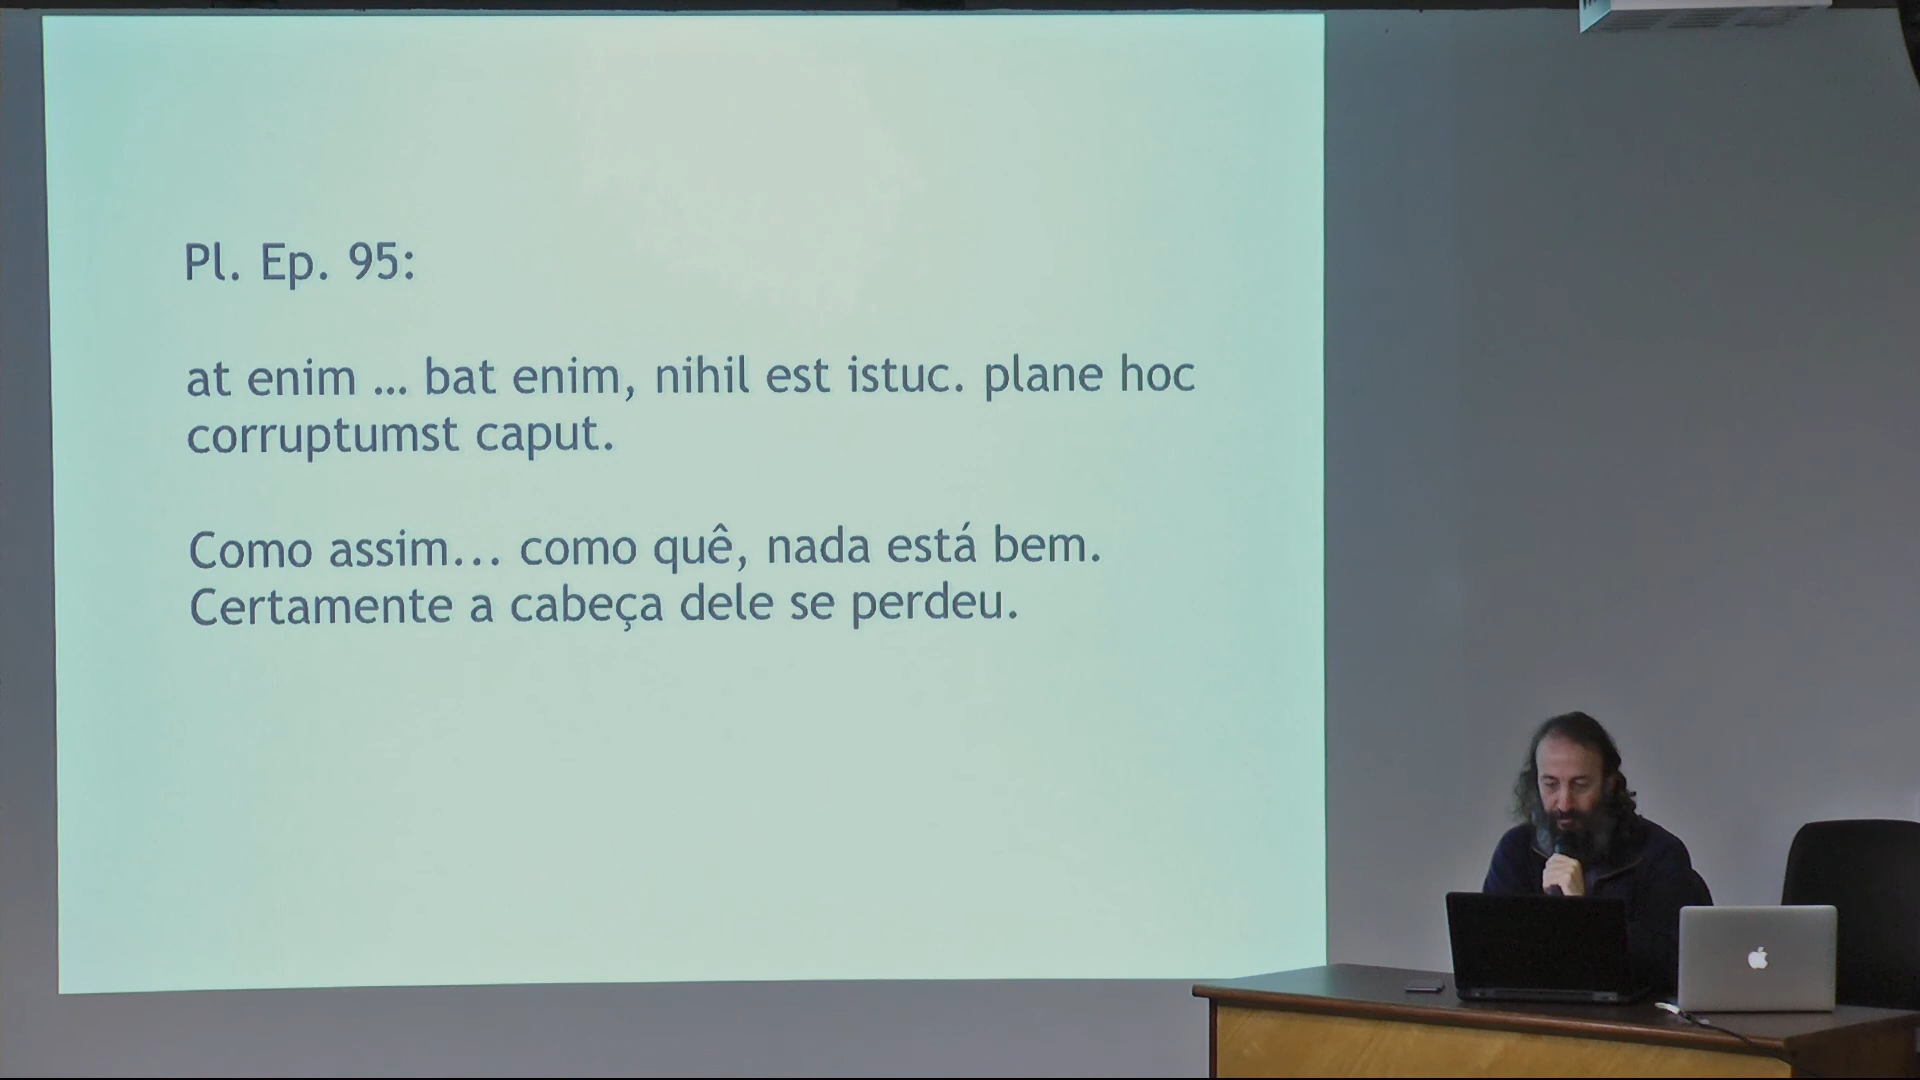 Pl. Ep. 95:
at enim ... bat enim, nihil est istuc. plane hoc
corruptumst caput.
Como assim... como quê, nada está bem.
Certamente a cabeça dele se perdeu.